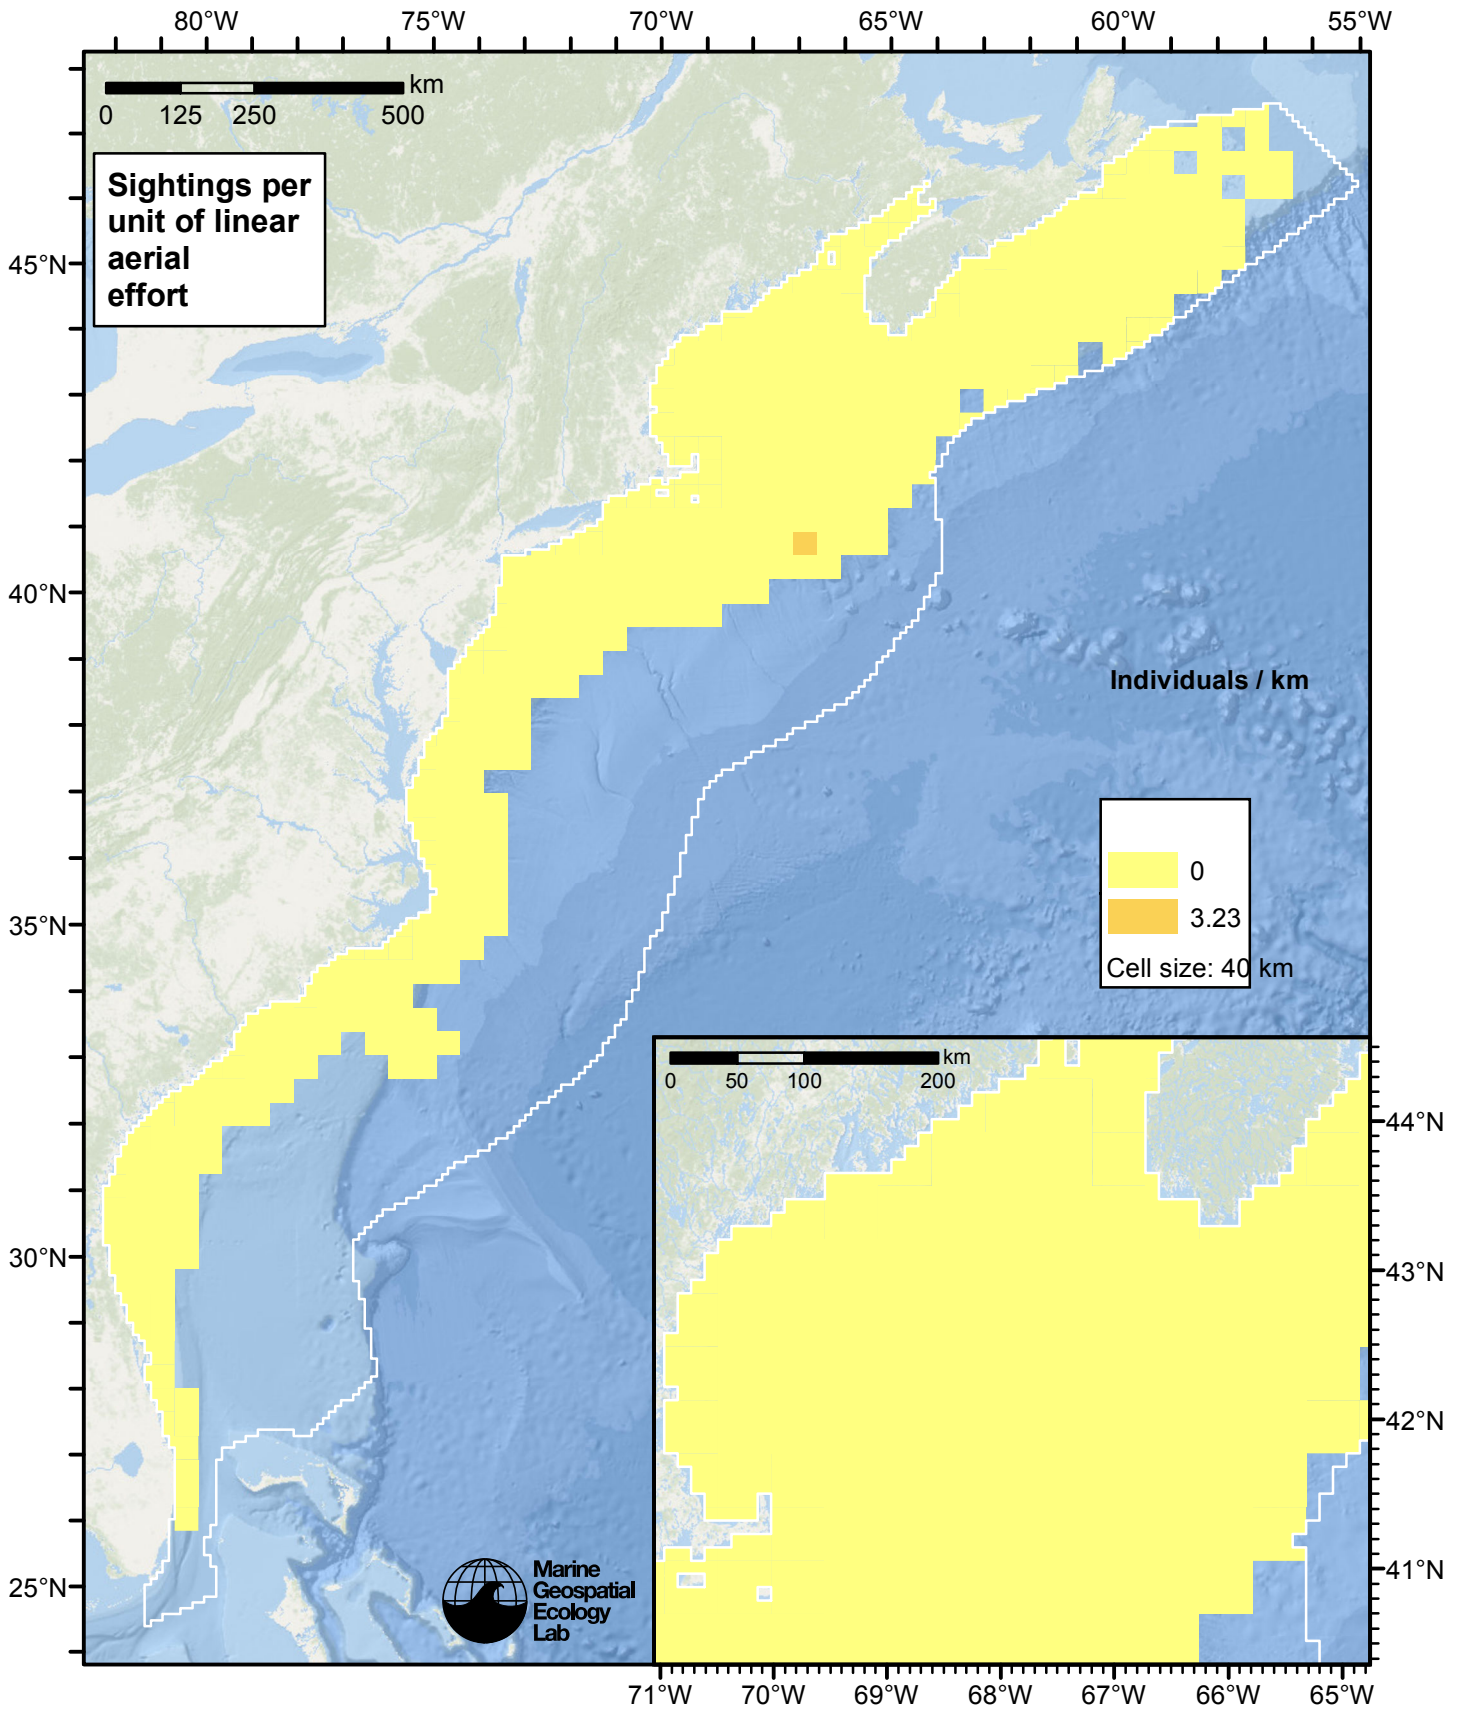 80°W 75°W 70°W 65°W 60°W 55°W
km
0 125 250 500
Sightings per
unit of linear
aerial
effort
45°N
40°N
35°N
30°N
25°N
Individuals / km
0
3.23
Cell size: 40 km
km
0 50 100 200
44°N
43°N
42°N
41°N
Marine
Geospatial
Ecology
Lab
71°W 70°W 69°W 68°W 67°W 66°W 65°W